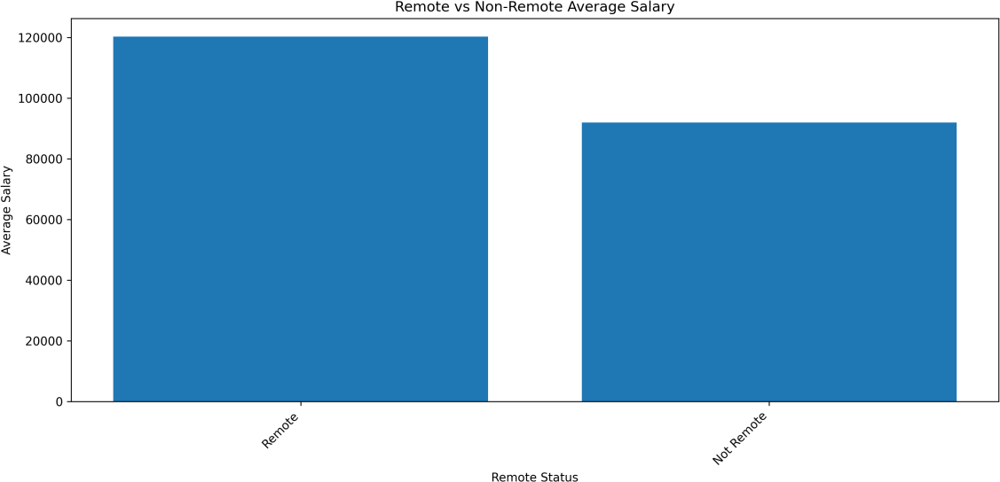 Remote vs Non-Remote Average Salary
120000
100000
80000
60000
40000
20000
0
Average Salary
Remote
Not Remote
Remote Status